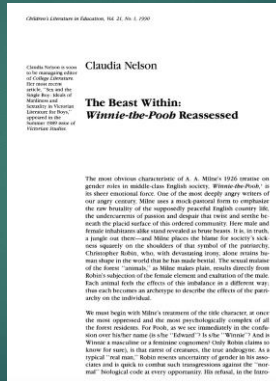 Children's Literature in Education, Vol. 21, No. 1, 1990
Claudia Nelson is soon
to be managing editor
of College Literature.
Her most recent
article, "Sex and the
Single Boy: Ideals of
Manliness and
Sexuality in Victorian
Literature for Boys,"
appeared in the
Summer 1989 issue of
Victorian Studies.
Claudia Nelson
The Beast Within:
Winnie-the-Pooh Reassessed
The most obvious characteristic of A. A. Milne's 1926 treatise on
gender roles in middle-class English society, Winnie-the-Pooh,¹ is
its sheer emotional force. One of the most deeply angry writers of
our angry century, Milne uses a mock-pastoral form to emphasize
the raw brutality of the supposedly peaceful English country life,
the undercurrents of passion and despair that twist and seethe be-
neath the placid surface of this ordered community. Here male and
female inhabitants alike stand revealed as brute beasts. It is, in truth,
a jungle out there—and Milne places the blame for society's sick-
ness squarely on the shoulders of that symbol of the patriarchy,
Christopher Robin, who, with devastating irony, alone retains hu-
man shape in the world that he has made bestial. The sexual malaise
of the forest "animals," as Milne makes plain, results directly from
Robin's subjection of the female element and exaltation of the male.
Each animal feels the effects of this imbalance in a different way;
thus each becomes an archetype to describe the effects of the patri-
archy on the individual.
We must begin with Milne's treatment of the title character, at once
the most oppressed and the most psychologically complex of all
the forest residents. For Pooh, as we see immediately in the confu-
sion over his/her name (is s/he "Edward"? Is s/he "Winnie"? And is
Winnie a masculine or a feminine cognomen? Only Robin claims to
know for sure), is that rarest of creatures, the true androgyne. As a
typical "real man," Robin resents uncertainty of gender in his asso-
ciates and is quick to combat such transgressions against the "nor-
mal" biological code at every opportunity. His refusal, in the Intro-